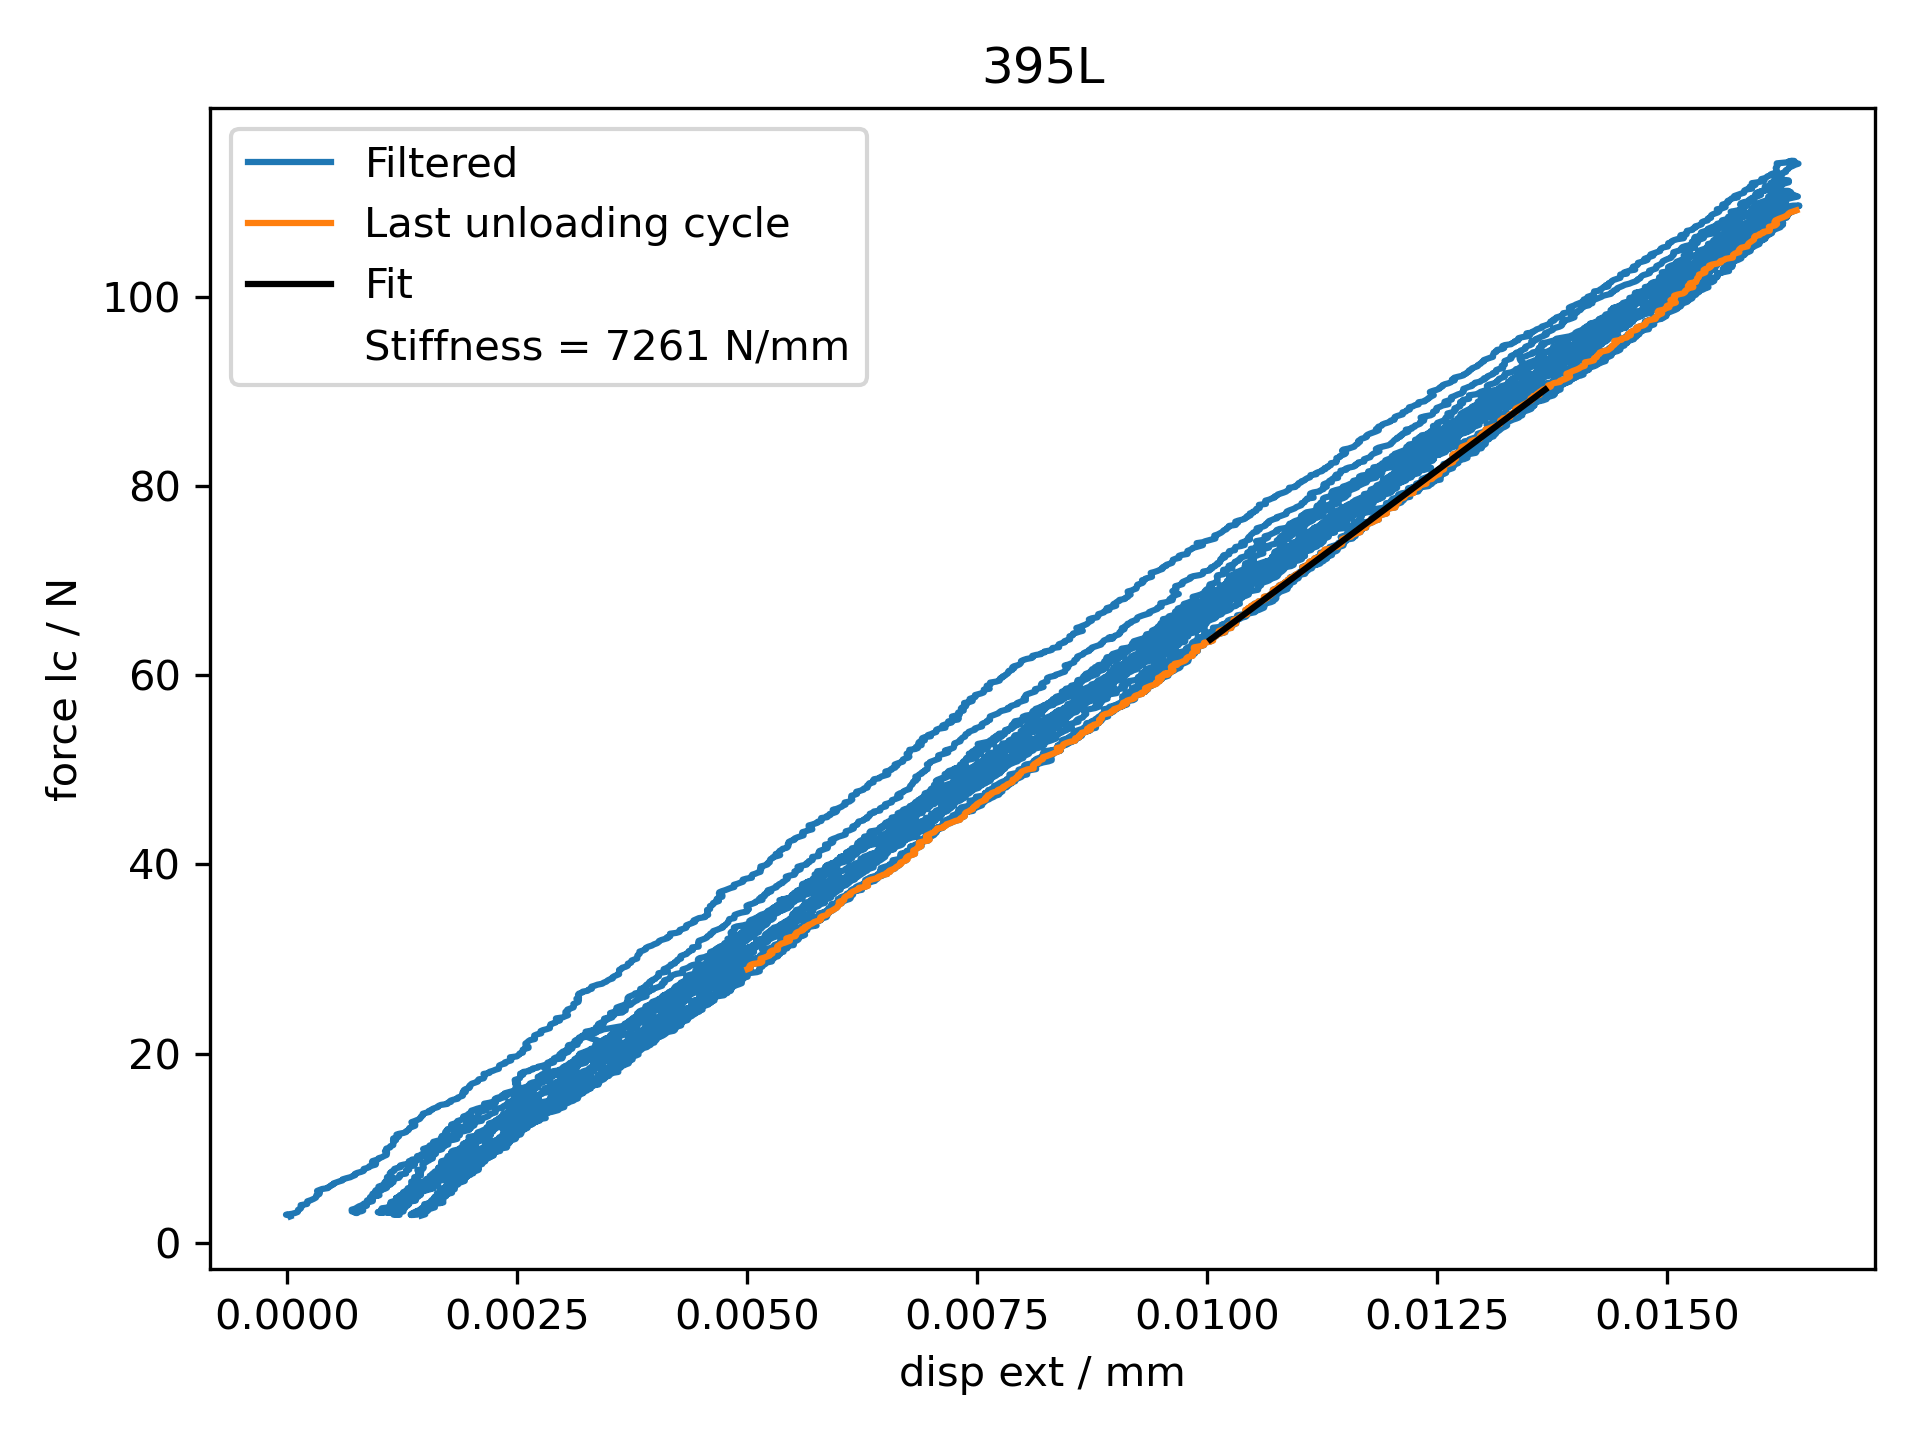 395L
Filtered
Last unloading cycle
Fit
Stiffness = 7261 N/mm
100
80
60
40
20
0
force lc / N
0.0000 0.0025 0.0050 0.0075 0.0100 0.0125 0.0150
disp ext / mm